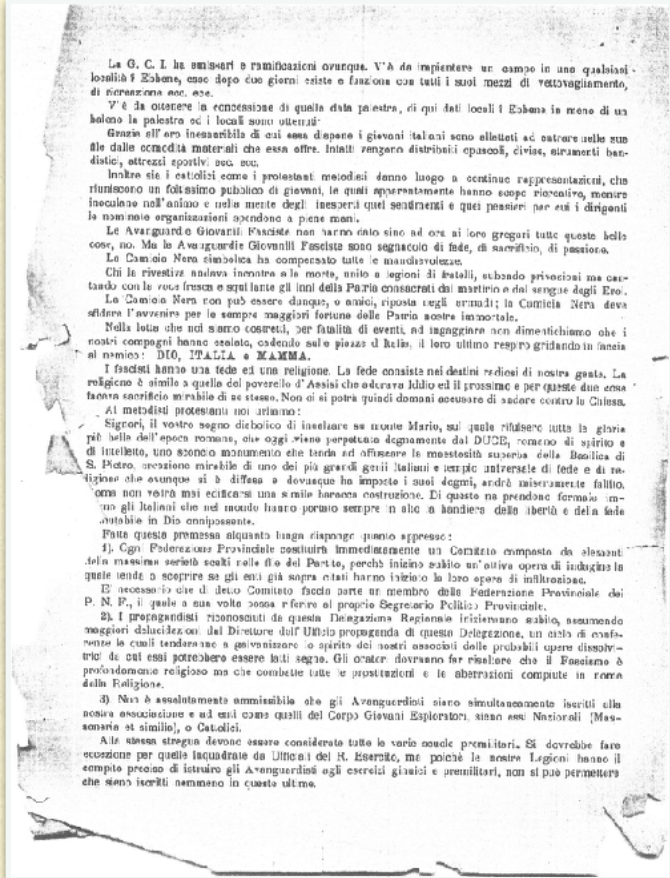 La G. C. I. ha emissari e ramificazioni ovunque. V'è da impiantare un campo in una qualsiasi
località? Ebbene, esso dopo due giorni esiste e funziona con tutti i suoi mezzi di vettovagliamento,
di ricreazione ecc. ecc.
V'è da ottenere la concessione di quella data palestra, di quei dati locali? Ebbene in meno di un
baleno la palestra ed i locali sono ottenuti.
Grazie all'oro inesauribile di cui essa dispone i giovani italiani sono allettati ad entrare nelle sue
file dalle comodità materiali che essa offre. Infatti vengono distribuiti opuscoli, divise, strumenti ban-
distici, attrezzi sportivi ecc. ecc.
Inoltre sia i cattolici come i protestanti metodisti danno luogo a continue rappresentazioni, che
riuniscono un foltissimo pubblico di giovani, le quali apparentemente hanno scopo ricreativo, mentre
inoculano nell'animo e nella mente degli inesperti quei sentimenti e quei pensieri per cui i dirigenti
le nominate organizzazioni spendono a piene mani.
Le Avanguardie Giovanili Fasciste non hanno dato sino ad ora ai loro gregari tutte queste belle
cose, no. Ma le Avanguardie Giovanili Fasciste sono segnacolo di fede, di sacrifizio, di passione.
La Camicia Nera simbolica ha compensato tutte le manchevolezze.
Chi la rivestiva andava incontro alla morte, unito a legioni di fratelli, subendo privazioni ma can-
tando con la voce fresca e squillante gli inni della Patria consacrati dal martirio e dal sangue degli Eroi.
La Camicia Nera non può essere dunque, o amici, riposta negli armadi; la Camicia Nera deve
sfidare l'avvenire per le sempre maggiori fortune della Patria nostra immortale.
Nella lotta che noi siamo costretti, per fatalità di eventi, ad ingaggiare non dimentichiamo che i
nostri compagni hanno esalato, cadendo sulle piazze d'Italia, il loro ultimo respiro gridando in faccia
al nemico: DIO, ITALIA e MAMMA.
I fascisti hanno una fede ed una religione. La fede consiste nei destini radiosi di nostra gente. La
religione è simile a quella del poverello d'Assisi che adorava Iddio ed il prossimo e per queste due cose
faceva sacrificio mirabile di se stesso. Non ci si potrà quindi domani accusare di andare contro la Chiesa.
Ai metodisti protestanti noi urliamo:
Signori, il vostro sogno diabolico di innalzare su monte Mario, sul quale rifulsero tutte le glorie
più belle dell'epoca romana, che oggi viene perpetuata degnamente dal DUCE, romano di spirito e
di intelletto, uno sconcio monumento che tenda ad offuscare la maestosità superba della Basilica di
S. Pietro, creazione mirabile di uno dei più grandi genii italiani e tempio universale di fede e di re-
ligione che ovunque si è diffusa e dovunque ha imposto i suoi dogmi, andrà miseramente fallito.
Roma non vedrà mai edificarsi una simile baracca costruzione. Di questo ne prendono formale im-
gno gli Italiani che nel mondo hanno portato sempre in alto la bandiera della libertà e della fede
mutabile in Dio onnipossente.
Fatta questa premessa alquanto lunga dispongo quanto appresso:
1). Ogni Federazione Provinciale costituirà immediatamente un Comitato composto da elementi
della massima serietà scelti nelle file del Partito, perchè inizino subito un'attiva opera di indagine la
quale tenda a scoprire se gli enti già sopra citati hanno iniziato la loro opera di infiltrazione.
E' necessario che di detto Comitato faccia parte un membro della Federazione Provinciale del
P. N. F., il quale a sua volta possa riferire al proprio Segretario Politico Provinciale.
2). I propagandisti riconosciuti da questa Delegazione Regionale inizieranno subito, assumendo
maggiori delucidazioni dal Direttore dell'Ufficio propaganda di questa Delegazione, un ciclo di confe-
renze le quali tenderanno a galvanizzare lo spirito dei nostri associati dalle probabili opere dissolvi-
trici da cui essi potrebbero essere fatti segno. Gli oratori dovranno far risaltare che il Fascismo è
profondamente religioso ma che combatte tutte le prostituzioni e le aberrazioni compiute in nome
della Religione.
3) Non è assolutamente ammissibile che gli Avanguardisti siano simultaneamente iscritti alla
nostra associazione e ad enti come quelli del Corpo Giovani Esploratori, siano essi Nazionali (Mas-
soneria et similia), o Cattolici.
Alla stessa stregua devono essere considerate tutte le varie scuole premilitari. Si dovrebbe fare
eccezione per quelle inquadrate da Ufficiali del R. Esercito, ma poichè le nostre Legioni hanno il
compito preciso di istruire gli Avanguardisti agli esercizi ginnici e premilitari, non si può permettere
che siano iscritti nemmeno in queste ultime.